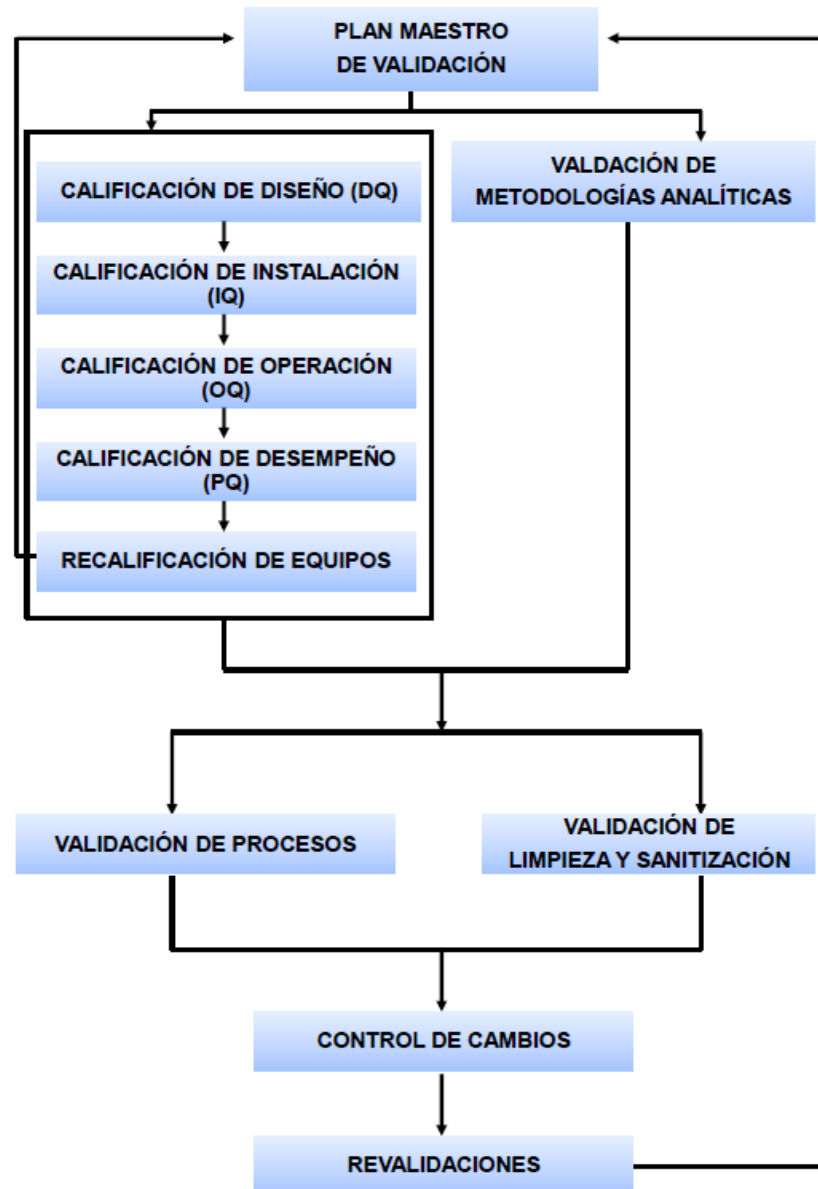 PLAN MAESTRO
DE VALIDACIÓN
CALIFICACIÓN DE DISEÑO (DQ)
VALDACIÓN DE
METODOLOGÍAS ANALÍTICAS
CALIFICACIÓN DE INSTALACIÓN
(IQ)
CALIFICACIÓN DE OPERACIÓN
(OQ)
CALIFICACIÓN DE DESEMPEÑO
(PQ)
RECALIFICACIÓN DE EQUIPOS
VALIDACIÓN DE PROCESOS
VALIDACIÓN DE
LIMPIEZA Y SANITIZACIÓN
CONTROL DE CAMBIOS
REVALIDACIONES